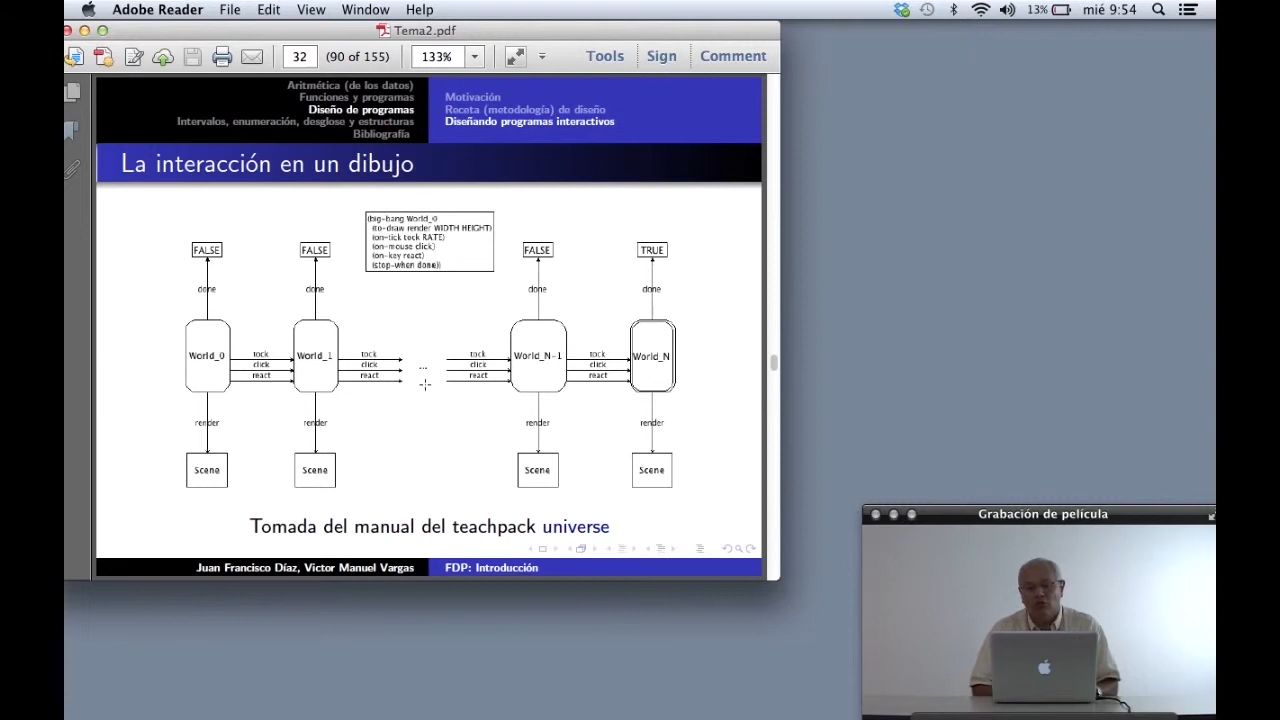 Adobe Reader File Edit View Window Help 13% mié 9:54
Tema2.pdf
32 (90 of 155) 133% Tools Sign Comment
Aritmética (de los datos)
Funciones y programas
Diseño de programas
Intervalos, enumeración, desglose y estructuras
Bibliografía
Motivación
Receta (metodología) de diseño
Diseñando programas interactivos
La interacción en un dibujo
(big-bang World_0
(to-draw render WIDTH HEIGHT)
(on-tick tock RATE)
(on-mouse click)
(on-key react)
(stop-when done))
FALSE FALSE FALSE TRUE
done done done done
World_0 World_1 World_N-1 World_N
tock tock tock tock
click click ... click click
react react react react
render render render render
Scene Scene Scene Scene
Tomada del manual del teachpack universe
Juan Francisco Díaz, Victor Manuel Vargas FDP: Introducción
Grabación de película